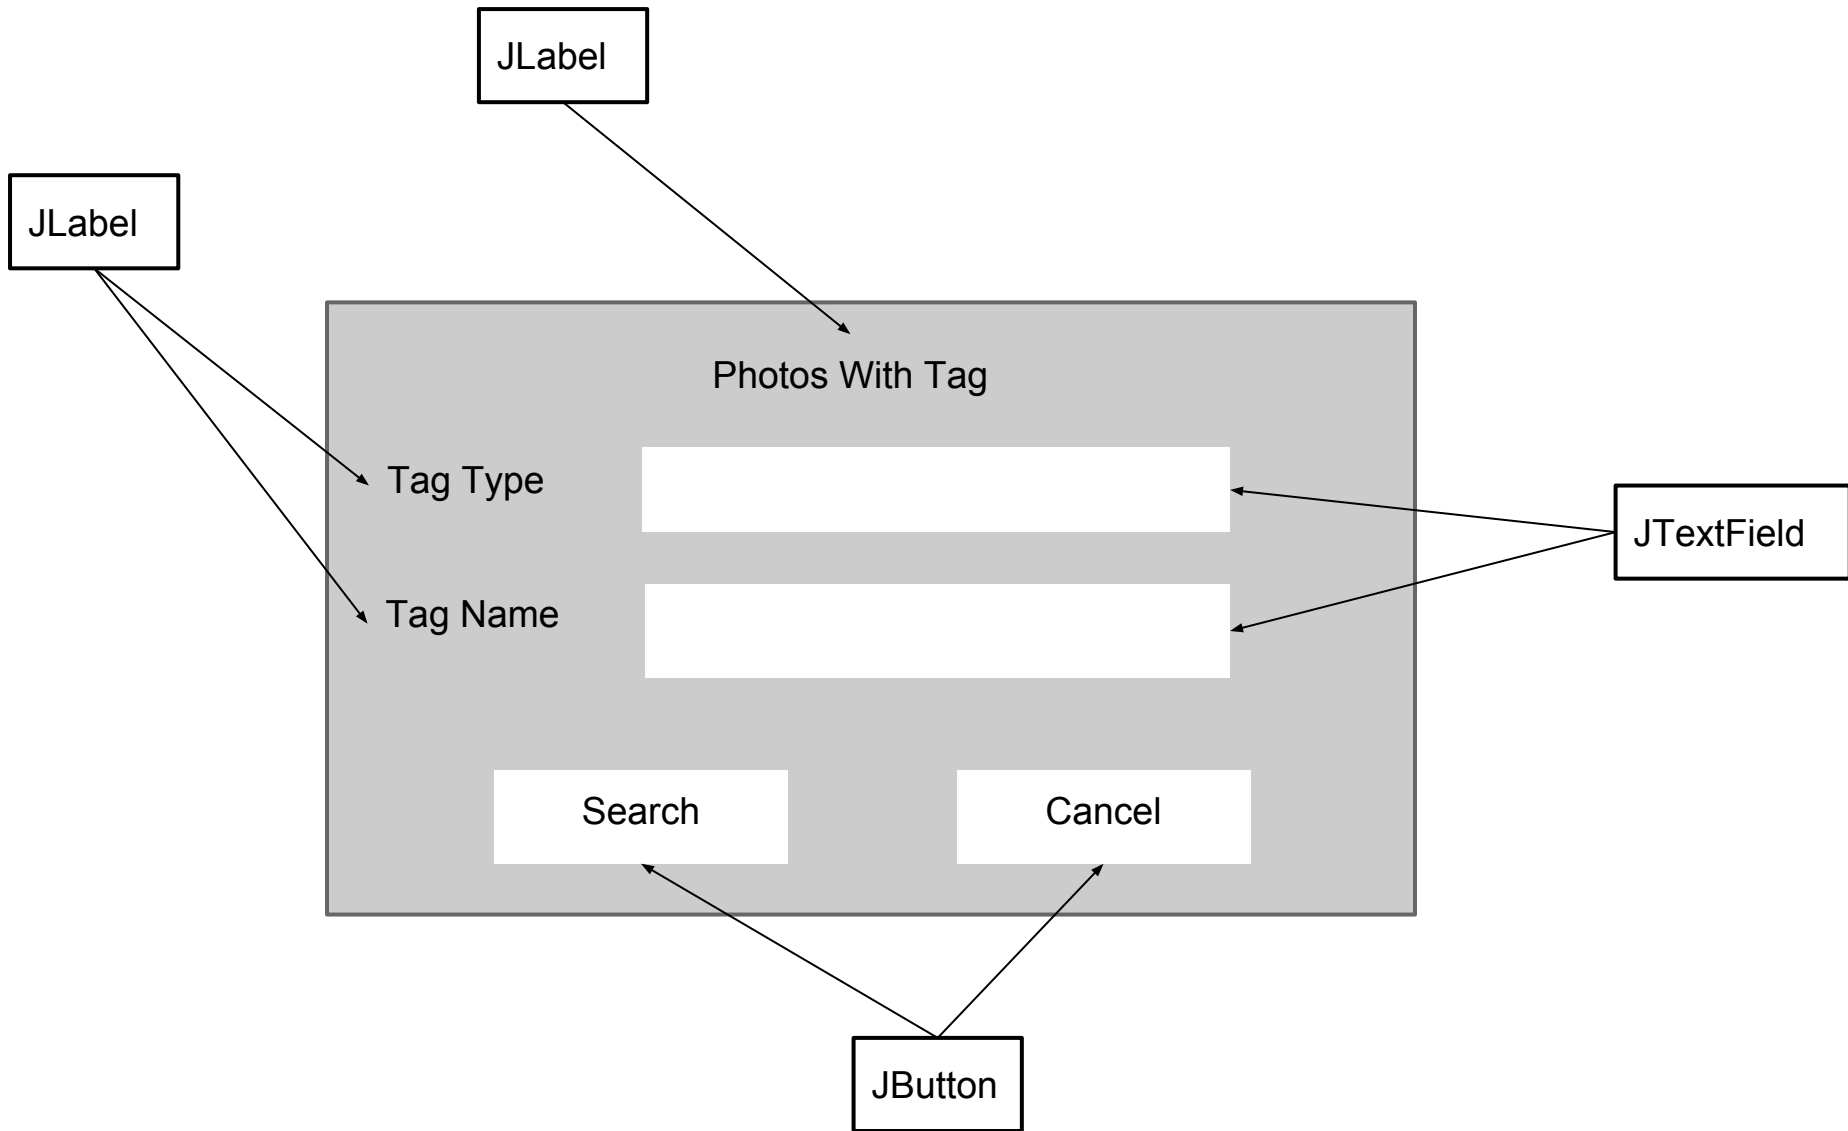 JLabel
JLabel
Photos With Tag
Tag Type
JTextField
Tag Name
Search
Cancel
JButton